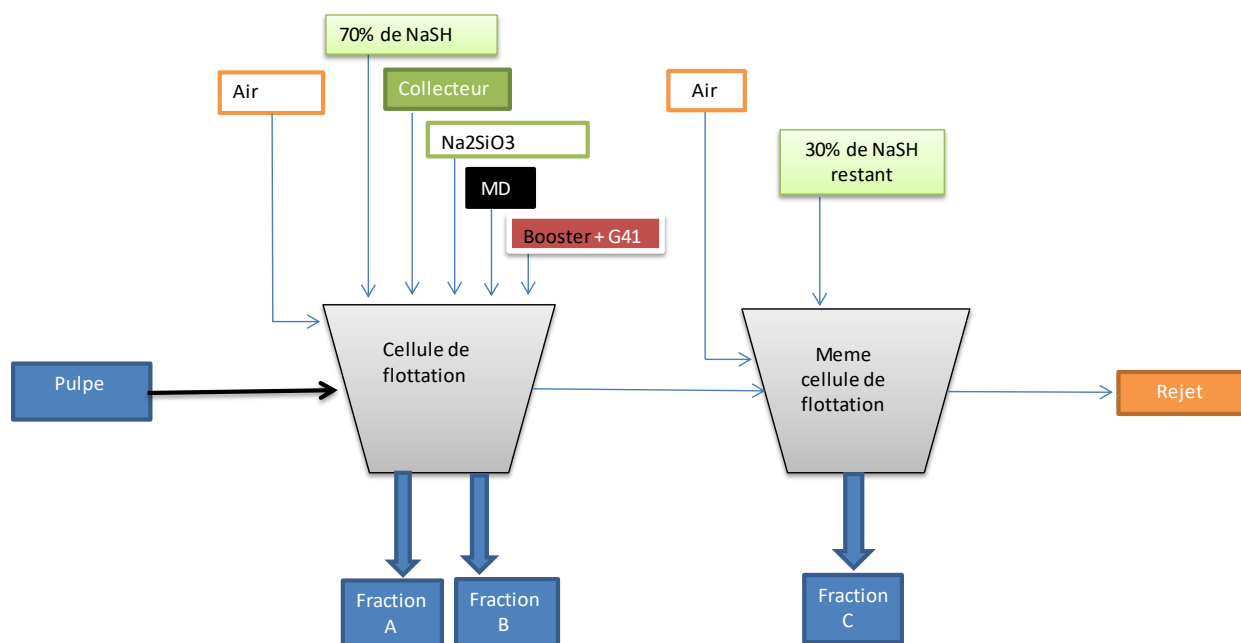 70% de NaSH
Air
Collecteur
Na2SiO3
MD
Booster + G41
Air
30% de NaSH
restant
Pulpe
Cellule de
flottation
Meme
cellule de
flottation
Rejet
Fraction
A
Fraction
B
Fraction
C